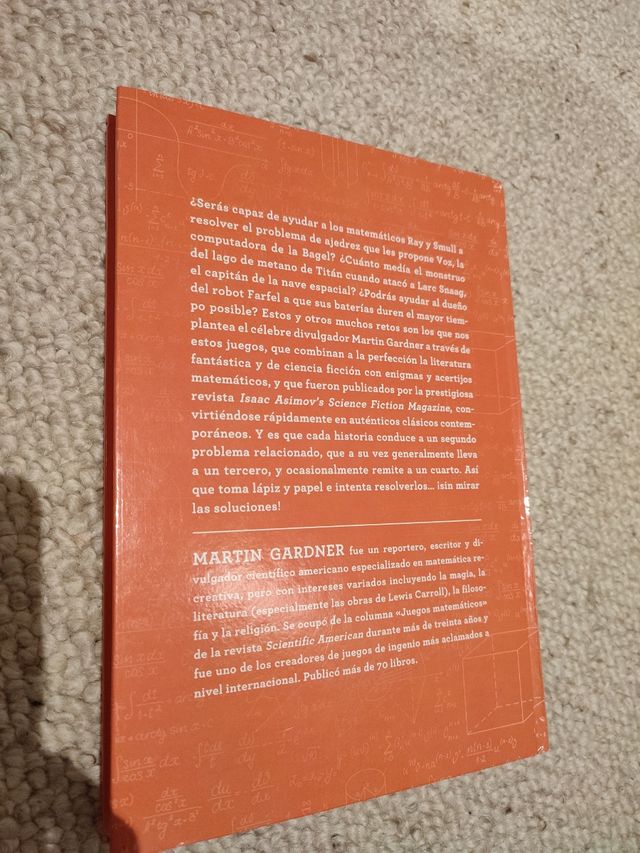 ¿Serás capaz de ayudar a los matemáticos Ray y Smull a
resolver el problema de ajedrez que les propone Voz, la
computadora de la Bagel? ¿Cuánto medía el monstruo
del lago de metano de Titán cuando atacó a Larc Snaag,
el capitán de la nave espacial? ¿Podrás ayudar al dueño
del robot Farfel a que sus baterías duren el mayor tiem-
po posible? Estos y otros muchos retos son los que nos
plantea el célebre divulgador Martin Gardner a través de
estos juegos, que combinan a la perfección la literatura
fantástica y de ciencia ficción con enigmas y acertijos
matemáticos, y que fueron publicados por la prestigiosa
revista Isaac Asimov's Science Fiction Magazine, con-
virtiéndose rápidamente en auténticos clásicos contem-
poráneos. Y es que cada historia conduce a un segundo
problema relacionado, que a su vez generalmente lleva
a un tercero, y ocasionalmente remite a un cuarto. Así
que toma lápiz y papel e intenta resolverlos... ¡sin mirar
las soluciones!
MARTIN GARDNER fue un reportero, escritor y di-
vulgador científico americano especializado en matemática re-
creativa, pero con intereses variados incluyendo la magia, la
literatura (especialmente las obras de Lewis Carroll), la filoso-
fía y la religión. Se ocupó de la columna «Juegos matemáticos»
de la revista Scientific American durante más de treinta años y
fue uno de los creadores de juegos de ingenio más aclamados a
nivel internacional. Publicó más de 70 libros.